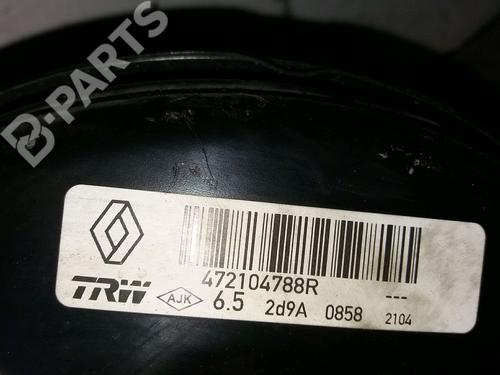 B-PARTS
472104788R
---
TRW
AJK
6.5
2d9A
0858
2104